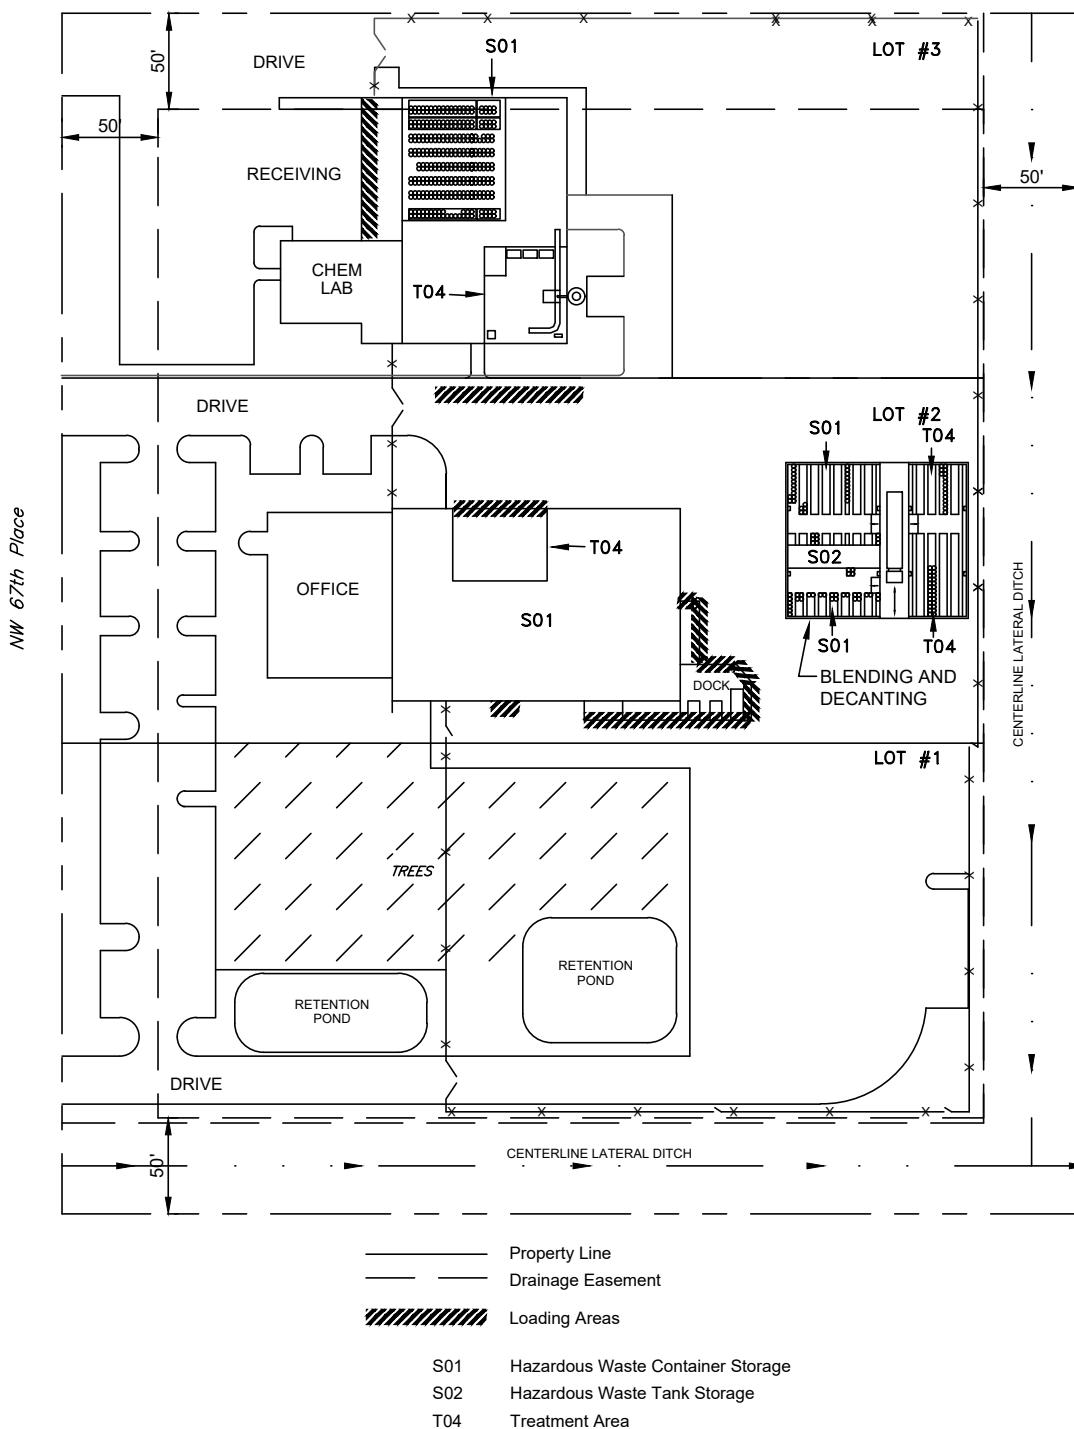 S01
LOT #3
50'
DRIVE
50'
RECEIVING
50'
CHEM
LAB
T04
DRIVE
LOT #2
S01
T04
T04
S02
OFFICE
S01
S01
T04
DOCK
BLENDING AND
DECANTING
NW 67th Place
CENTERLINE LATERAL DITCH
LOT #1
TREES
RETENTION
POND
RETENTION
POND
DRIVE
50'
CENTERLINE LATERAL DITCH
Property Line
Drainage Easement
Loading Areas
S01 Hazardous Waste Container Storage
S02 Hazardous Waste Tank Storage
T04 Treatment Area